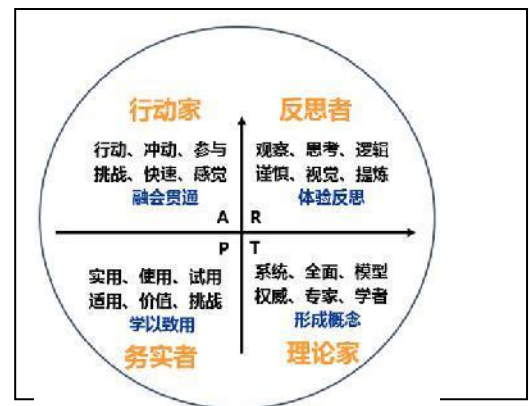 行动家
行动、冲动、参与
挑战、快速、感觉
融会贯通
A
反思者
观察、思考、逻辑
谨慎、视觉、提炼
体验反思
R
P
实用、使用、试用
适用、价值、挑战
学以致用
务实者
T
系统、全面、模型
权威、专家、学者
形成概念
理论家